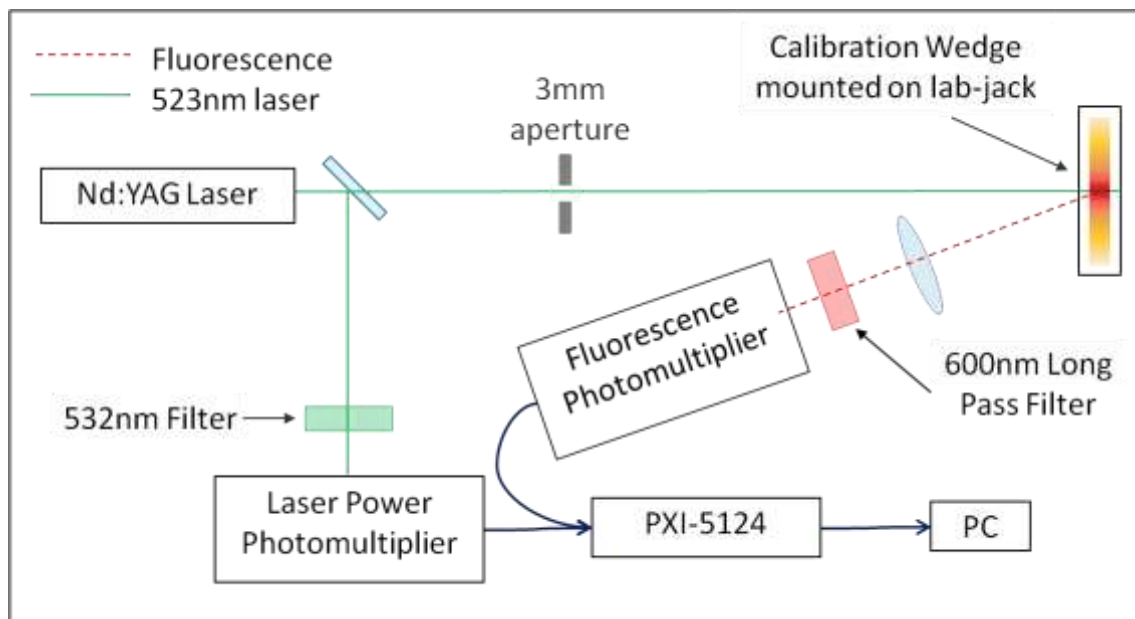 Fluorescence
523nm laser
3mm
aperture
Calibration Wedge
mounted on lab-jack
Nd:YAG Laser
Fluorescence
Photomultiplier
600nm Long
Pass Filter
532nm Filter
Laser Power
Photomultiplier
PXI-5124
PC